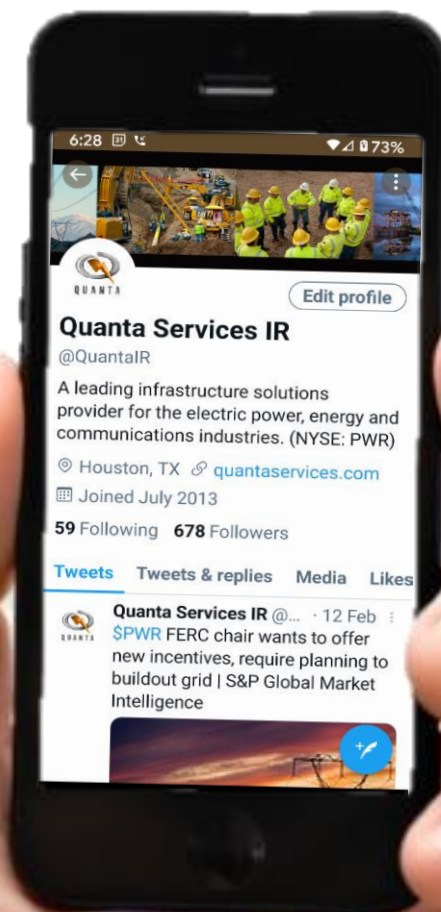 6:28 31 73%
QUANTA
Edit profile
Quanta Services IR
@QuantaIR
A leading infrastructure solutions
provider for the electric power, energy and
communications industries. (NYSE: PWR)
Houston, TX quantaservices.com
Joined July 2013
59 Following 678 Followers
Tweets Tweets & replies Media Likes
QUANTA
Quanta Services IR @... · 12 Feb
$PWR FERC chair wants to offer
new incentives, require planning to
buildout grid | S&P Global Market
Intelligence